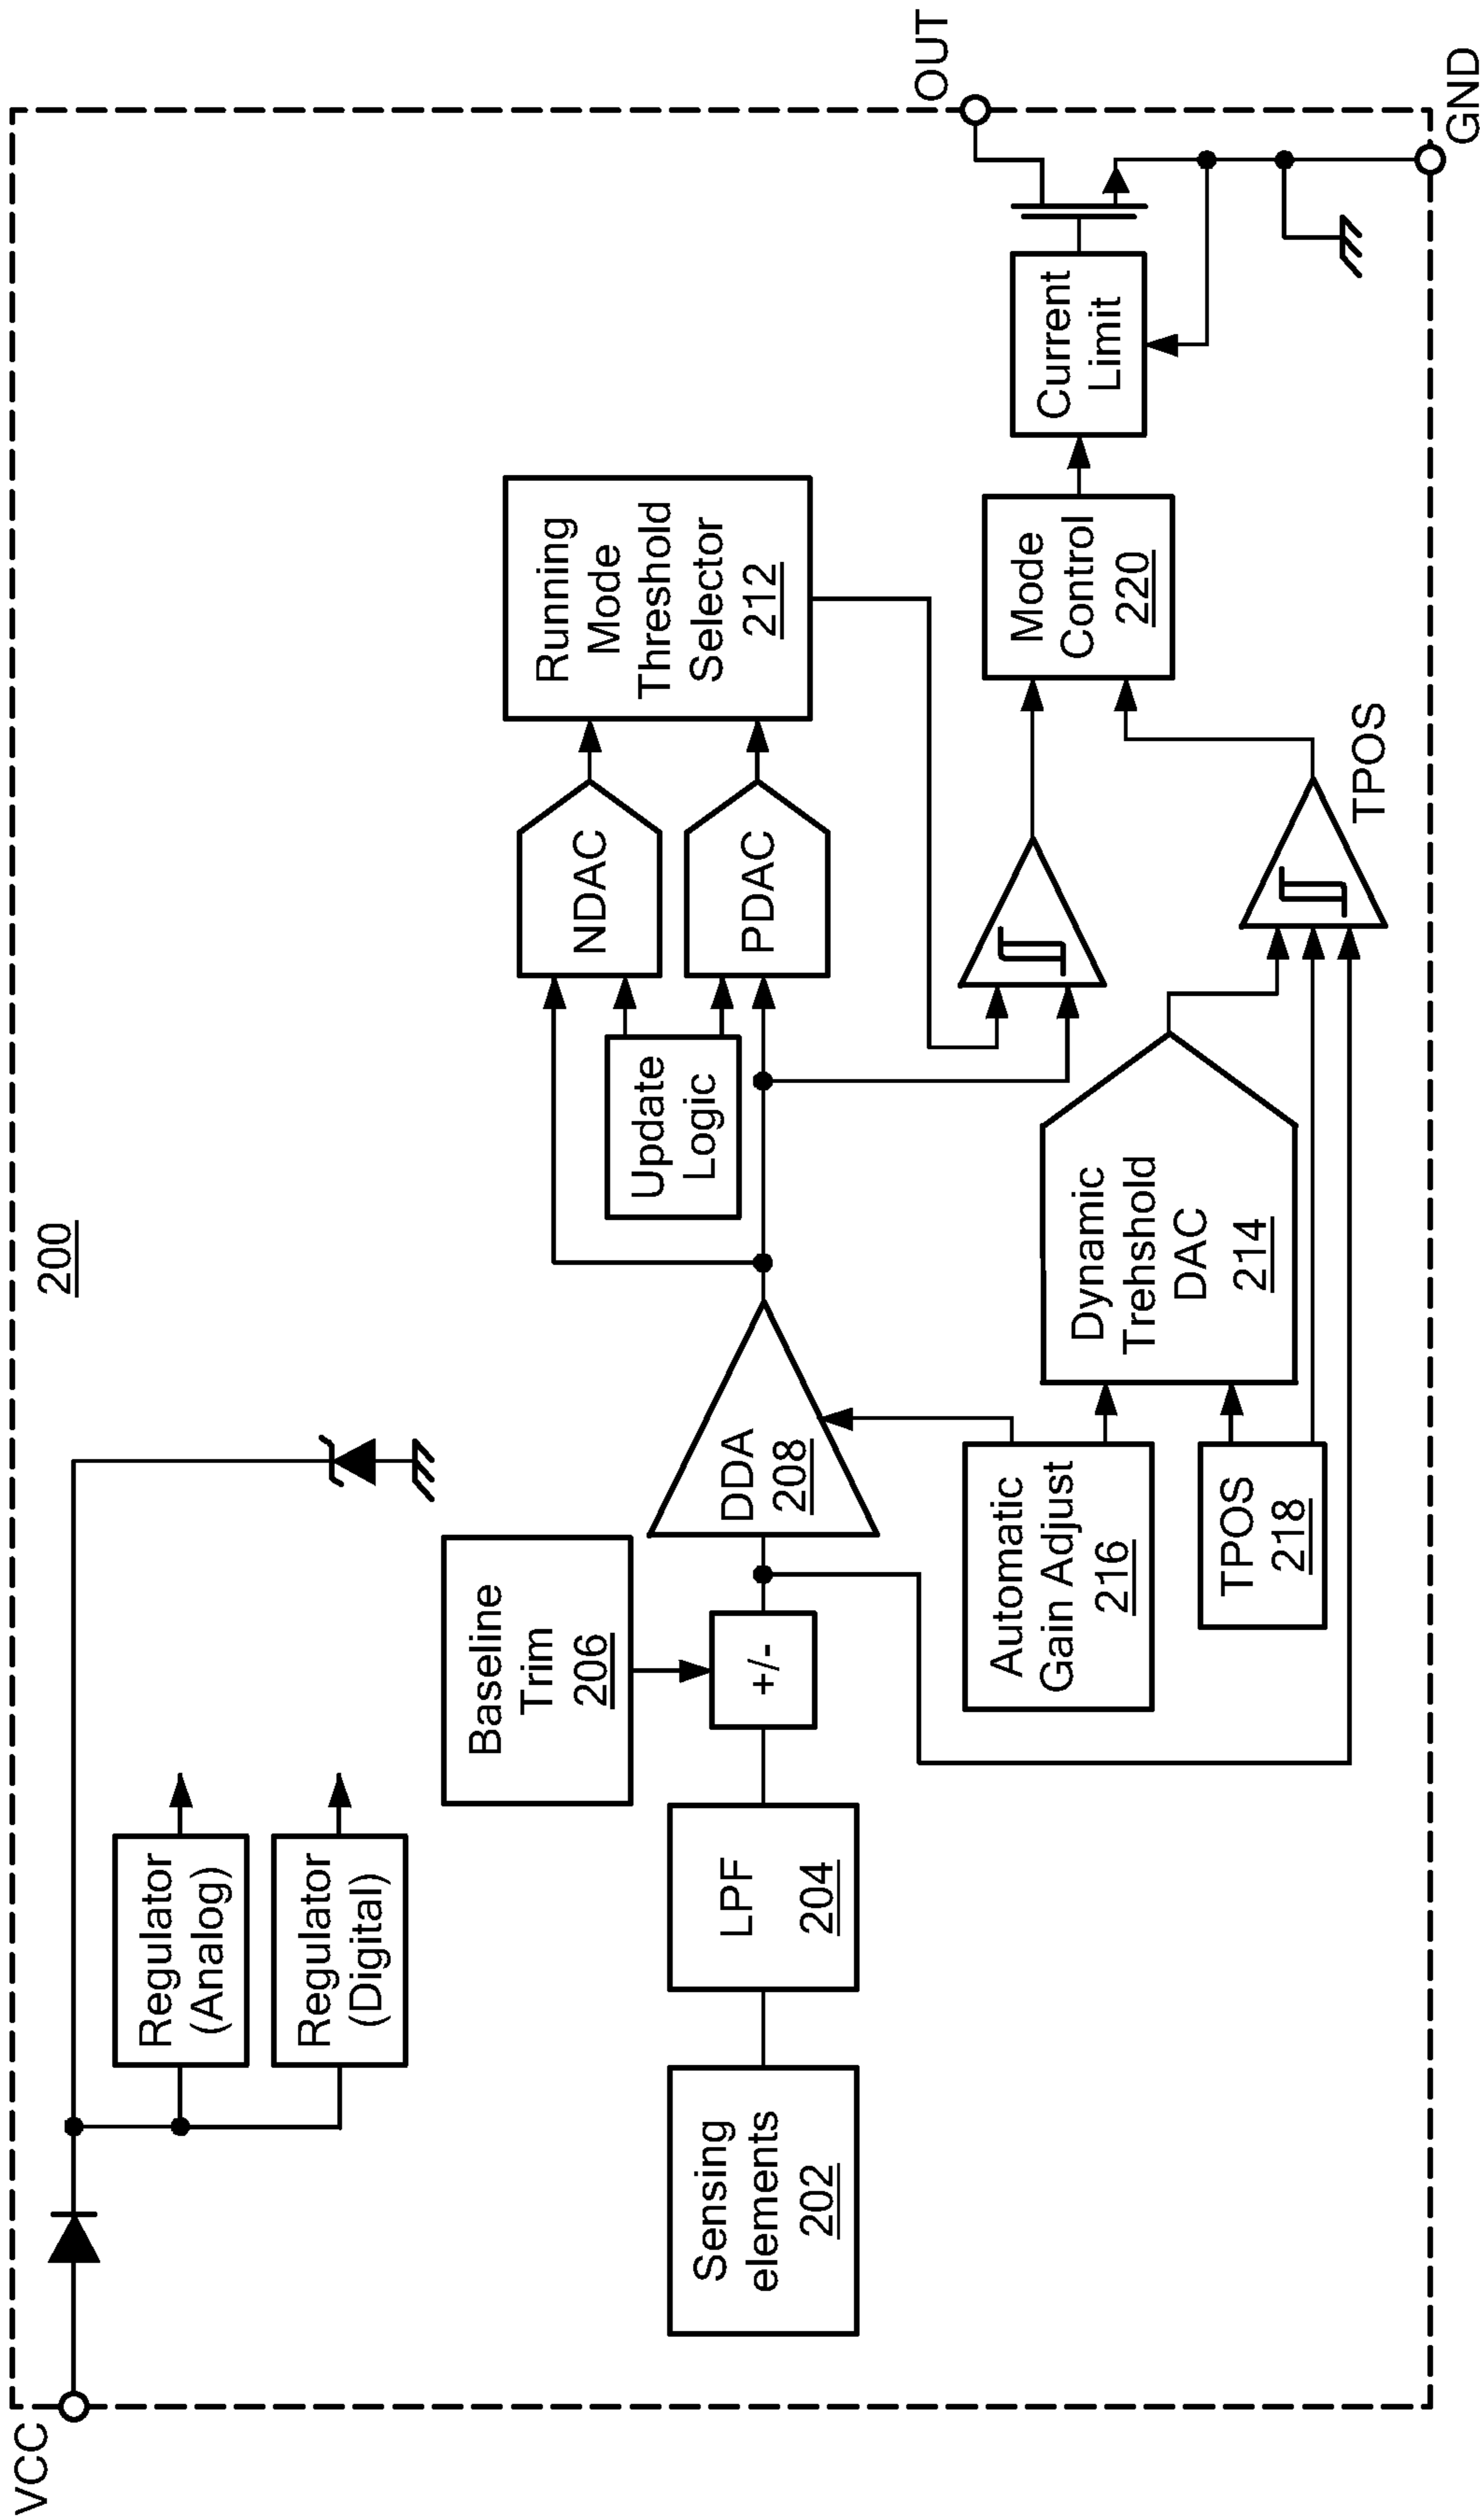 200
VCC
Regulator
(Analog)
Regulator
(Digital)
Sensing
elements
202
LPF
204
Baseline
Trim
206
+/-
DDA
208
Update
Logic
NDAC
PDAC
Running
Mode
Threshold
Selector
212
Automatic
Gain Adjust
216
TPOS
218
Dynamic
Trehshold
DAC
214
TPOS
Mode
Control
220
Current
Limit
OUT
GND